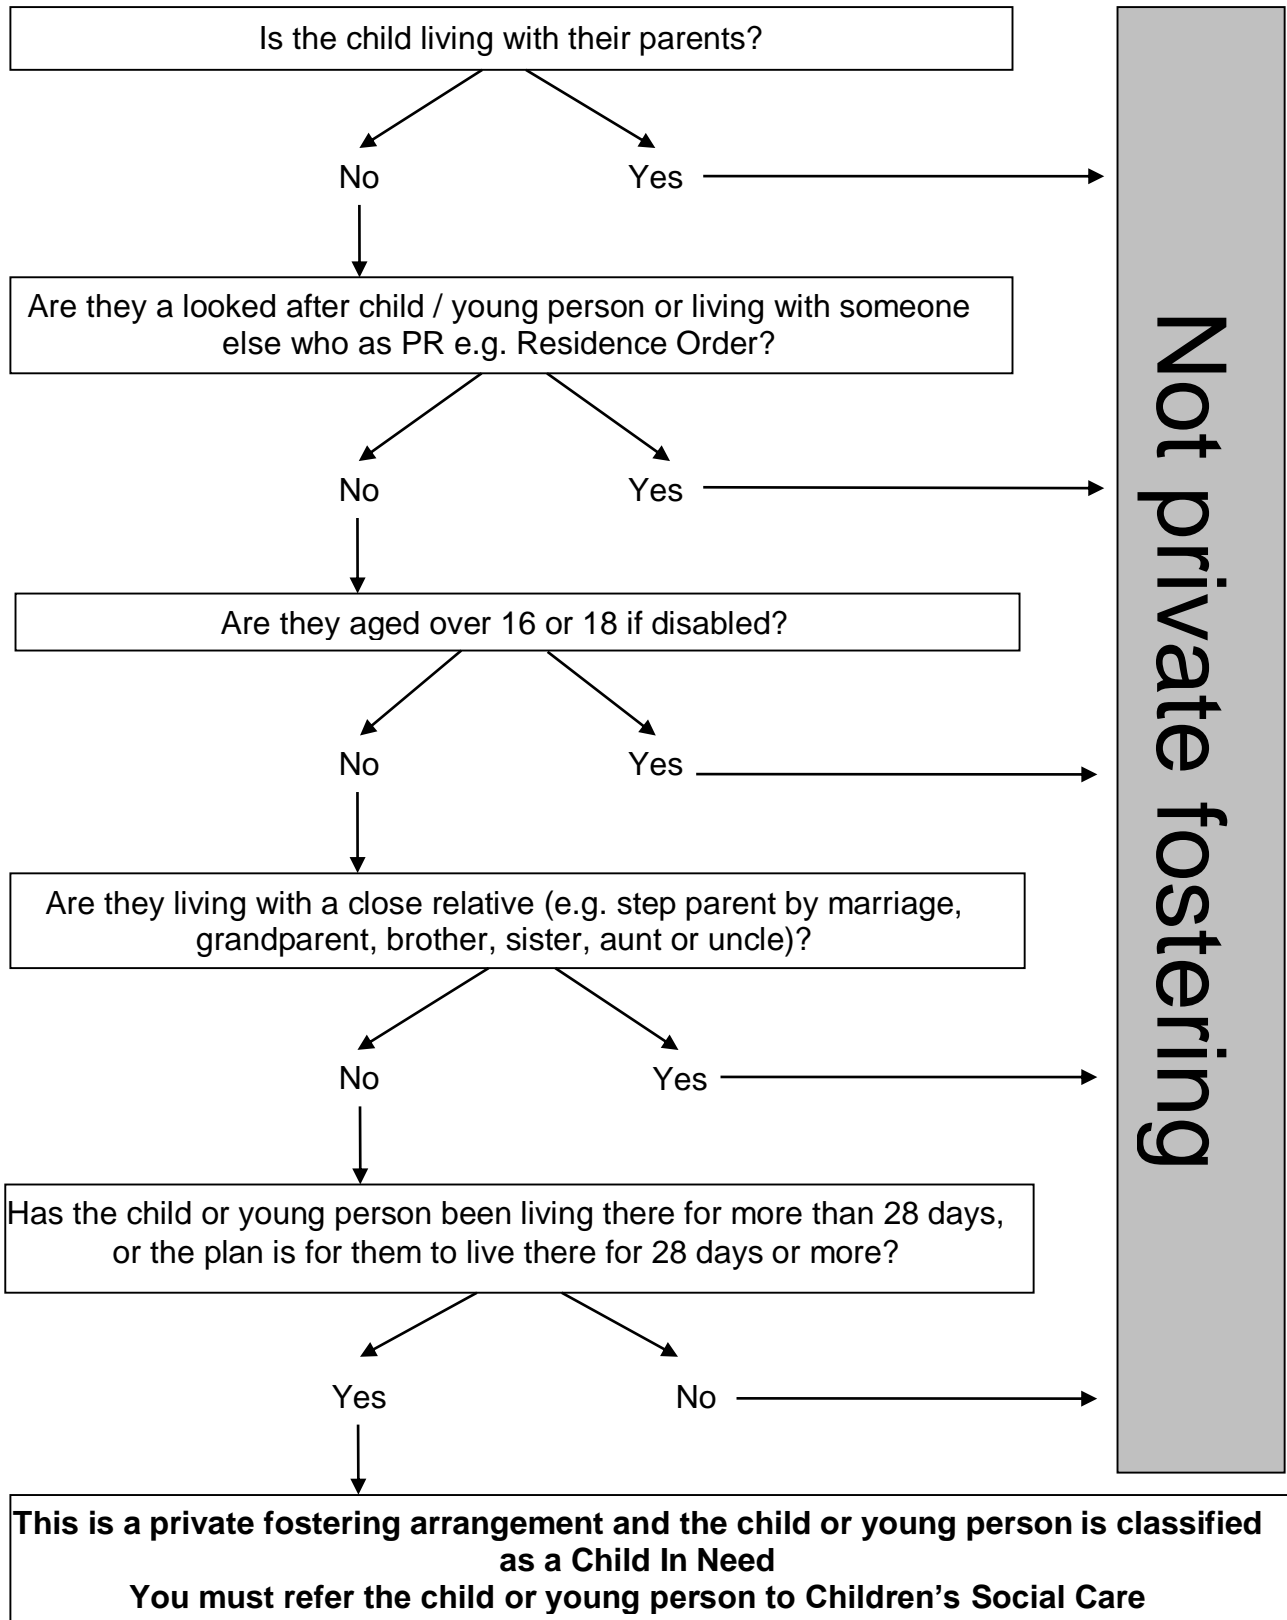 Is the child living with their parents?
No
Yes
Are they a looked after child / young person or living with someone
else who as PR e.g. Residence Order?
No
Yes
Are they aged over 16 or 18 if disabled?
No
Yes
Are they living with a close relative (e.g. step parent by marriage,
grandparent, brother, sister, aunt or uncle)?
No
Yes
Has the child or young person been living there for more than 28 days,
or the plan is for them to live there for 28 days or more?
Yes
No
Not private fostering
This is a private fostering arrangement and the child or young person is classified
as a Child In Need
You must refer the child or young person to Children’s Social Care